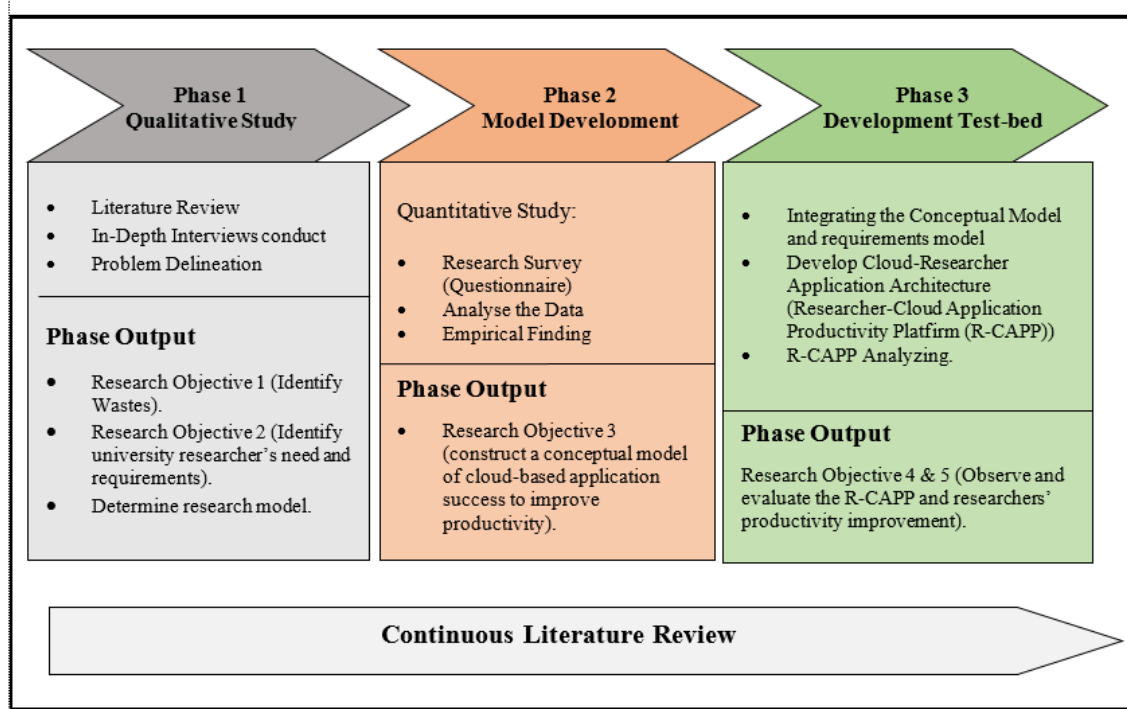 Phase 1
Qualitative Study
• Literature Review
• In-Depth Interviews conduct
• Problem Delineation
Phase Output
• Research Objective 1 (Identify
Wastes).
• Research Objective 2 (Identify
university researcher’s need and
requirements).
• Determine research model.
Phase 2
Model Development
Quantitative Study:
• Research Survey
(Questionnaire)
• Analyse the Data
• Empirical Finding
Phase Output
• Research Objective 3
(construct a conceptual model
of cloud-based application
success to improve
productivity).
Phase 3
Development Test-bed
• Integrating the Conceptual Model
and requirements model
• Develop Cloud-Researcher
Application Architecture
(Researcher-Cloud Application
Productivity Platfirm (R-CAPP))
• R-CAPP Analyzing.
Phase Output
Research Objective 4 & 5 (Observe and
evaluate the R-CAPP and researchers’
productivity improvement).
Continuous Literature Review